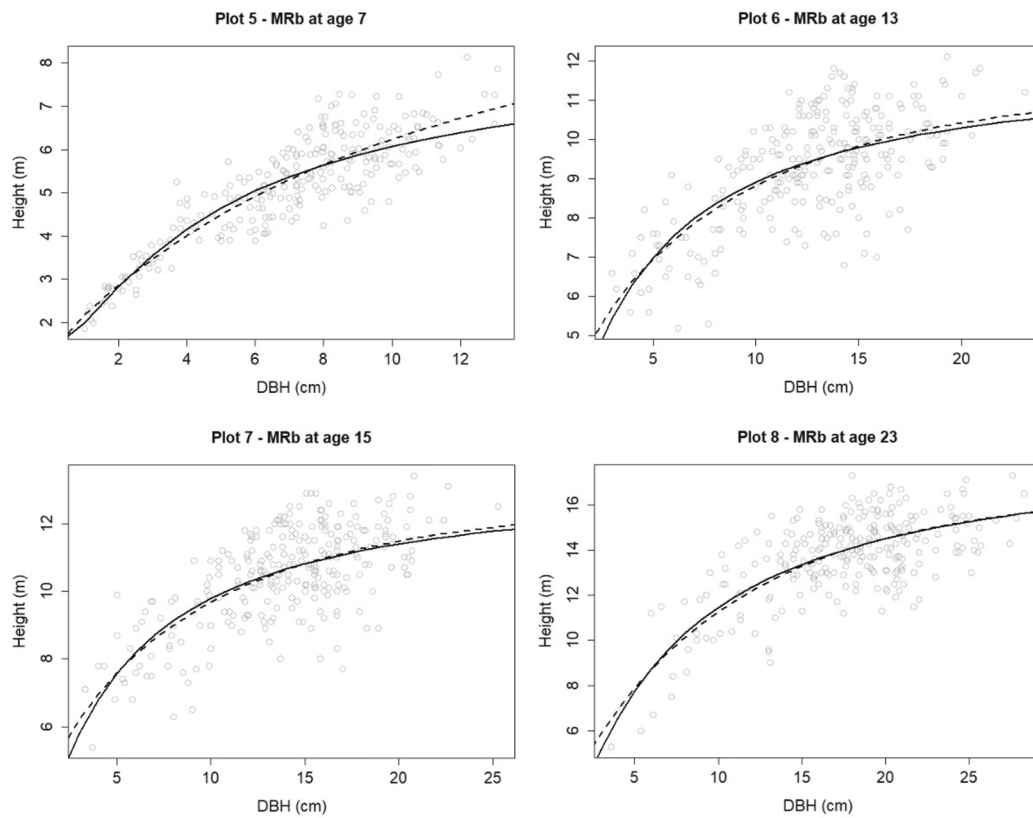 Plot 5 - MRb at age 7
8
7
6
5
4
3
2
Height (m)
2 4 6 8 10 12
DBH (cm)
Plot 6 - MRb at age 13
12
11
10
9
8
7
6
5
Height (m)
5 10 15 20
DBH (cm)
Plot 7 - MRb at age 15
12
10
8
6
Height (m)
5 10 15 20 25
DBH (cm)
Plot 8 - MRb at age 23
16
14
12
10
8
6
Height (m)
5 10 15 20 25
DBH (cm)